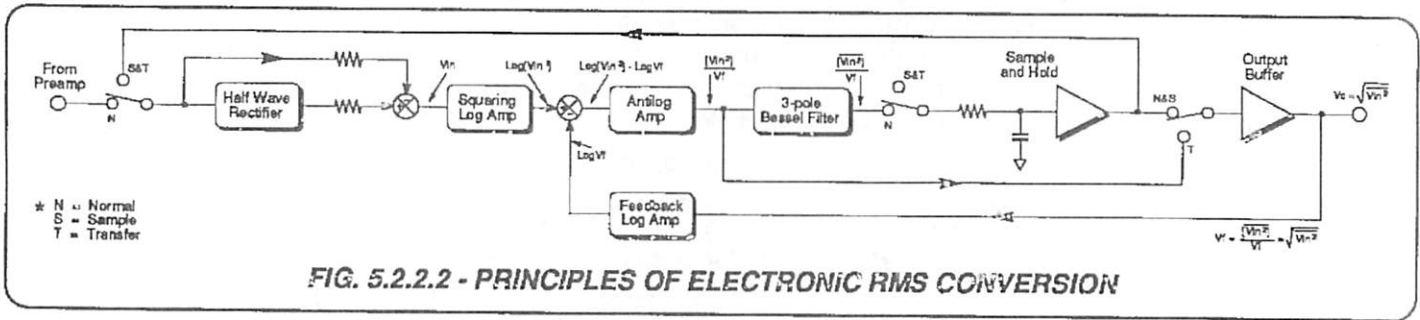 From
Preamp
S&T
N
Half Wave
Rectifier
Vin
Squaring
Log Amp
Log(Vin²)
Log(Vin²) - LogVf
LogVf
Antilog
Amp
[Vin²]
Vf
3-pole
Bessel Filter
[Vin²]
Vf
S&T
N
Sample
and Hold
N&S
T
Output
Buffer
Vo = √Vin²
Feedback
Log Amp
Vf = [Vin²]/Vf = √Vin²
* N = Normal
S = Sample
T = Transfer
FIG. 5.2.2.2 - PRINCIPLES OF ELECTRONIC RMS CONVERSION